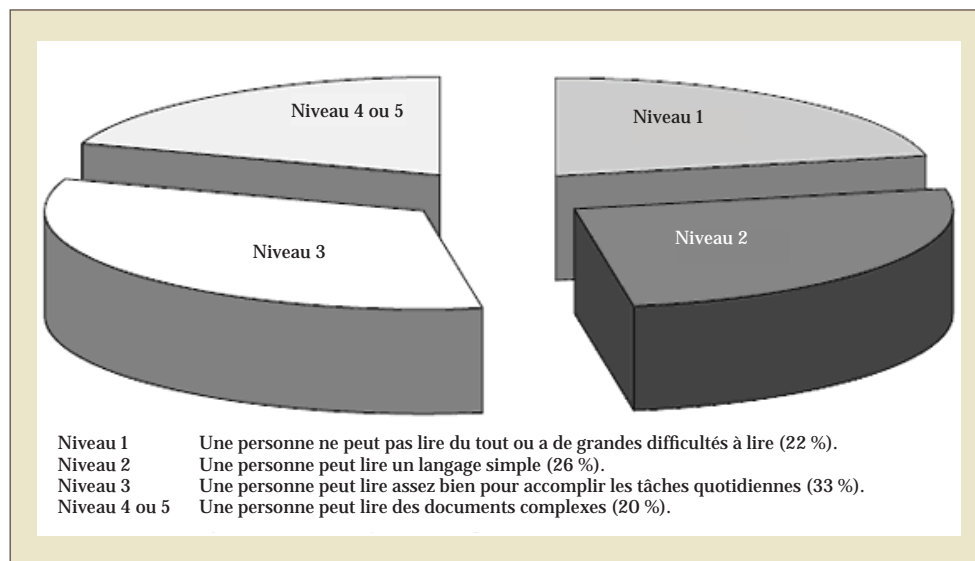 Niveau 4 ou 5
Niveau 1
Niveau 3
Niveau 2
Niveau 1 Une personne ne peut pas lire du tout ou a de grandes difficultés à lire (22 %).
Niveau 2 Une personne peut lire un langage simple (26 %).
Niveau 3 Une personne peut lire assez bien pour accomplir les tâches quotidiennes (33 %).
Niveau 4 ou 5 Une personne peut lire des documents complexes (20 %).